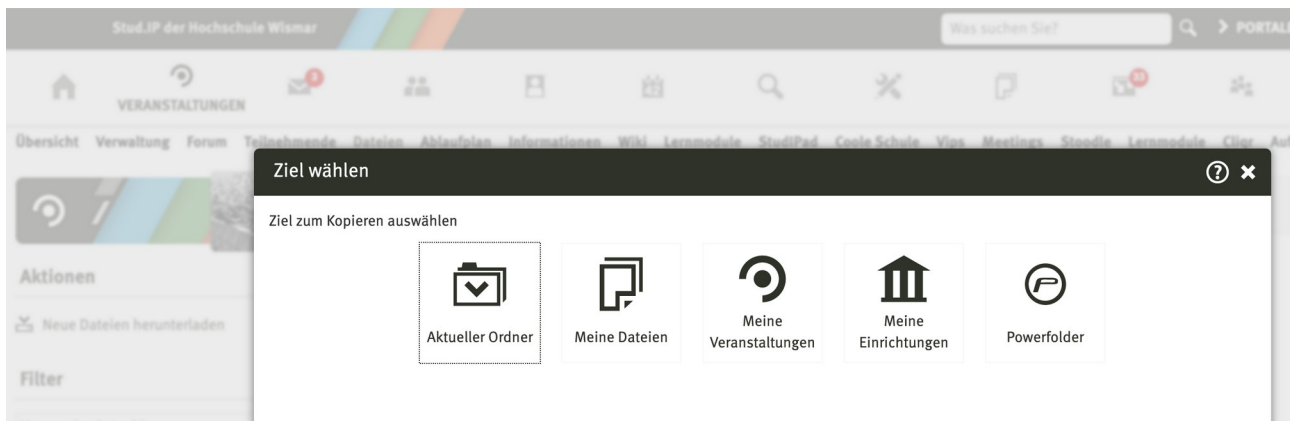 Stud.IP der Hochschule Wismar
Was suchen Sie?
PORTAL
3
33
VERANSTALTUNGEN
Übersicht Verwaltung Forum Teilnehmende Dateien Ablaufplan Informationen Wiki Lernmodule StudIPad Coole Schule Vips Meetings Stoodle Lernmodule Cliqr
Ziel wählen
Ziel zum Kopieren auswählen
Aktueller Ordner
Meine Dateien
Meine
Veranstaltungen
Meine
Einrichtungen
Powerfolder
Aktionen
Neue Dateien herunterladen
Filter